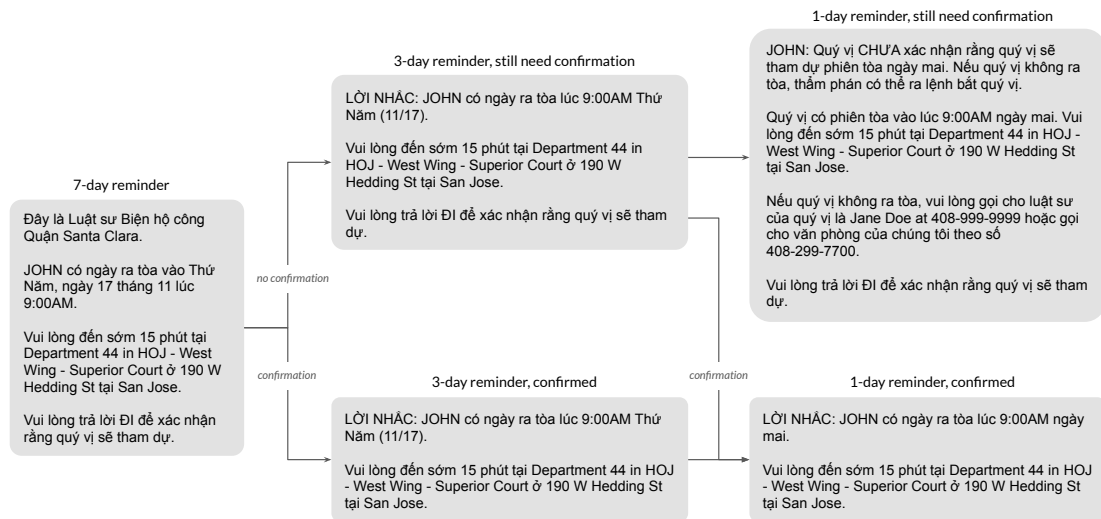 7-day reminder
Đây là Luật sư Biện hộ công
Quận Santa Clara.
JOHN có ngày ra tòa vào Thứ
Năm, ngày 17 tháng 11 lúc
9:00AM.
Vui lòng đến sớm 15 phút tại
Department 44 in HOJ - West
Wing - Superior Court ở 190 W
Hedding St tại San Jose.
Vui lòng trả lời ĐI để xác nhận
rằng quý vị sẽ tham dự.
no confirmation
confirmation
3-day reminder, still need confirmation
LỜI NHẮC: JOHN có ngày ra tòa lúc 9:00AM Thứ
Năm (11/17).
Vui lòng đến sớm 15 phút tại Department 44 in
HOJ - West Wing - Superior Court ở 190 W
Hedding St tại San Jose.
Vui lòng trả lời ĐI để xác nhận rằng quý vị sẽ tham
dự.
3-day reminder, confirmed
LỜI NHẮC: JOHN có ngày ra tòa lúc 9:00AM Thứ
Năm (11/17).
Vui lòng đến sớm 15 phút tại Department 44 in HOJ
- West Wing - Superior Court ở 190 W Hedding St
tại San Jose.
confirmation
1-day reminder, still need confirmation
JOHN: Quý vị CHƯA xác nhận rằng quý vị sẽ
tham dự phiên tòa ngày mai. Nếu quý vị không ra
tòa, thẩm phán có thể ra lệnh bắt quý vị.
Quý vị có phiên tòa vào lúc 9:00AM ngày mai. Vui
lòng đến sớm 15 phút tại Department 44 in HOJ -
West Wing - Superior Court ở 190 W Hedding St
tại San Jose.
Nếu quý vị không ra tòa, vui lòng gọi cho luật sư
của quý vị là Jane Doe at 408-999-9999 hoặc gọi
cho văn phòng của chúng tôi theo số
408-299-7700.
Vui lòng trả lời ĐI để xác nhận rằng quý vị sẽ tham
dự.
1-day reminder, confirmed
LỜI NHẮC: JOHN có ngày ra tòa lúc 9:00AM ngày
mai.
Vui lòng đến sớm 15 phút tại Department 44 in HOJ
- West Wing - Superior Court ở 190 W Hedding St
tại San Jose.